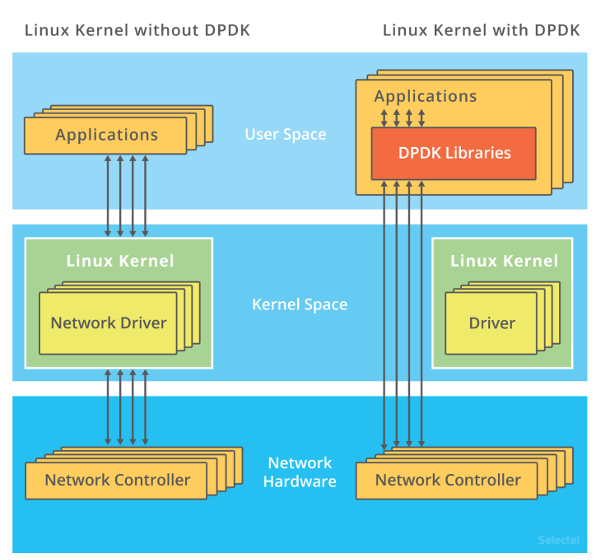 Linux Kernel without DPDK
Linux Kernel with DPDK
Applications
User Space
Applications
DPDK Libraries
Linux Kernel
Network Driver
Kernel Space
Linux Kernel
Driver
Network Controller
Network
Hardware
Network Controller
Selectel